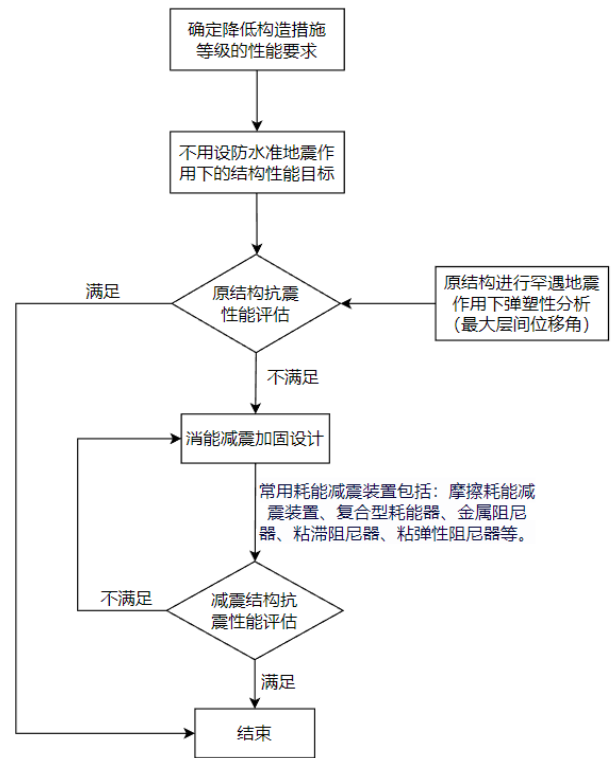 确定降低构造措施
等级的性能要求
不用设防水准地震作
用下的结构性能目标
满足
原结构抗震
性能评估
原结构进行罕遇地震
作用下弹塑性分析
（最大层间位移角）
不满足
消能减震加固设计
常用耗能减震装置包括：摩擦耗能减
震装置、复合型耗能器、金属阻尼
器、粘滞阻尼器、粘弹性阻尼器等。
不满足
减震结构抗
震性能评估
满足
结束